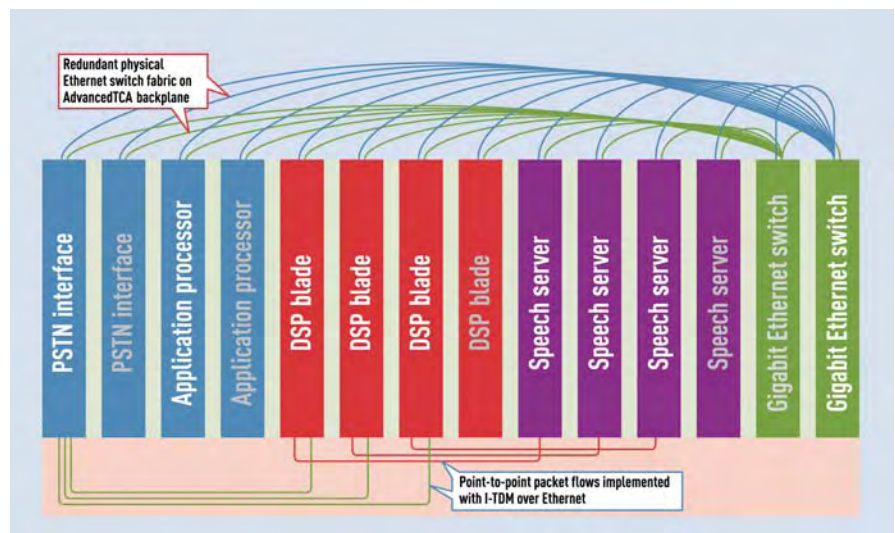 Redundant physical
Ethernet switch fabric on
AdvancedTCA backplane
PSTN interface
PSTN interface
Application processor
Application processor
DSP blade
DSP blade
DSP blade
DSP blade
Speech server
Speech server
Speech server
Speech server
Gigabit Ethernet switch
Gigabit Ethernet switch
Point-to-point packet flows implemented
with I-TDM over Ethernet